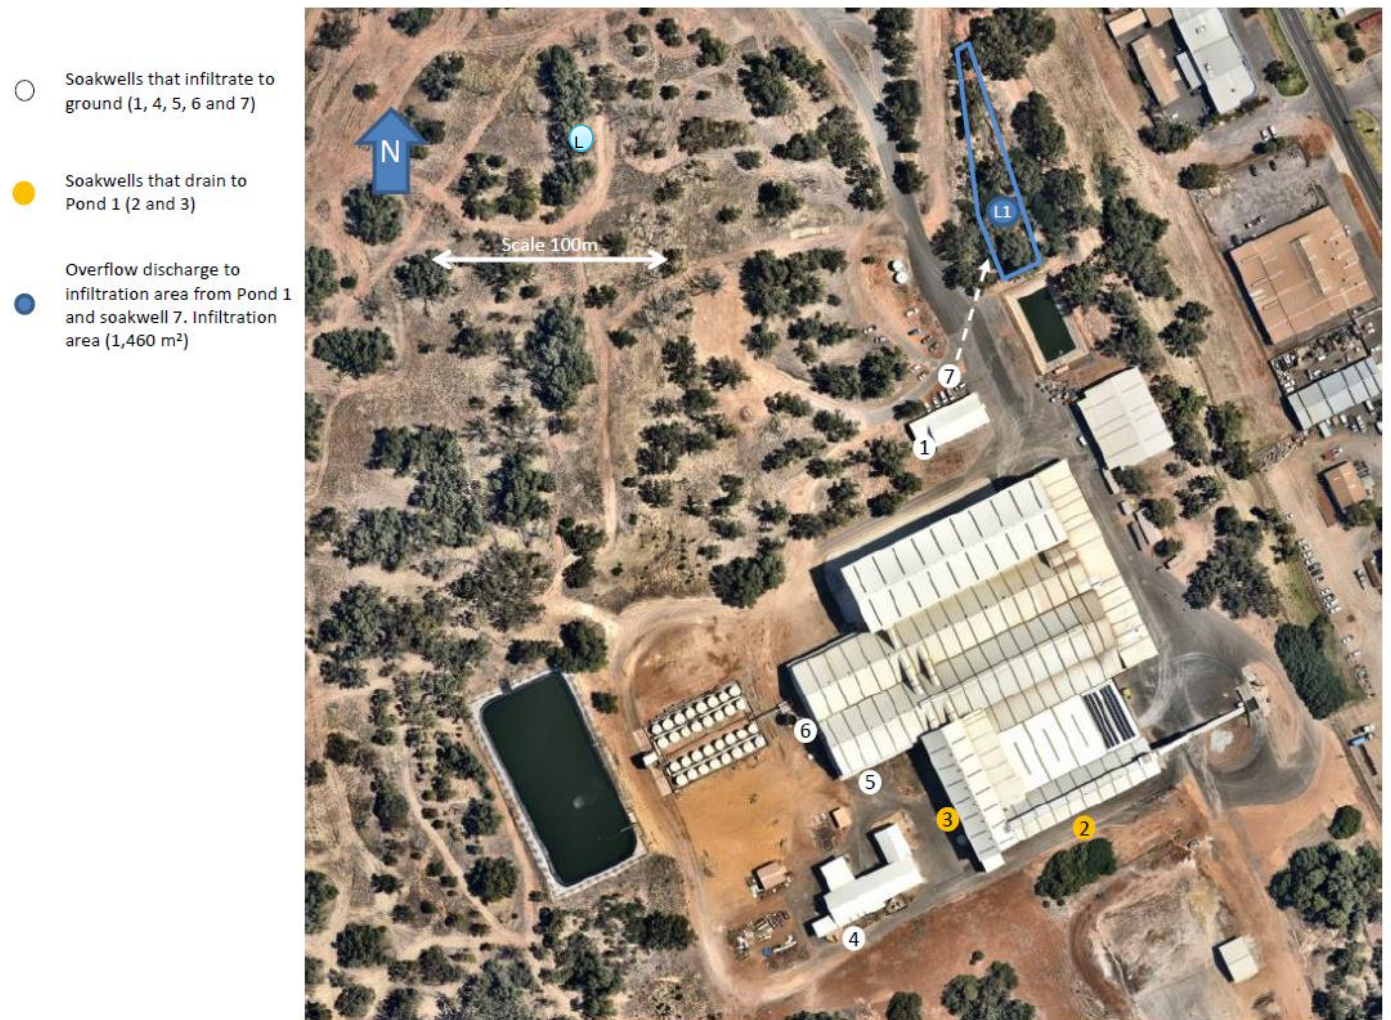 Soakwells that infiltrate to
ground (1, 4, 5, 6 and 7)
Soakwells that drain to
Pond 1 (2 and 3)
Overflow discharge to
infiltration area from Pond 1
and soakwell 7. Infiltration
area (1,460 m²)
N
L
L1
Scale 100m
7
1
6
5
3
2
4